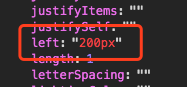 justifyItems: ""
justifySelf: ""
left: "200px"
length: 1
letterSpacing: ""